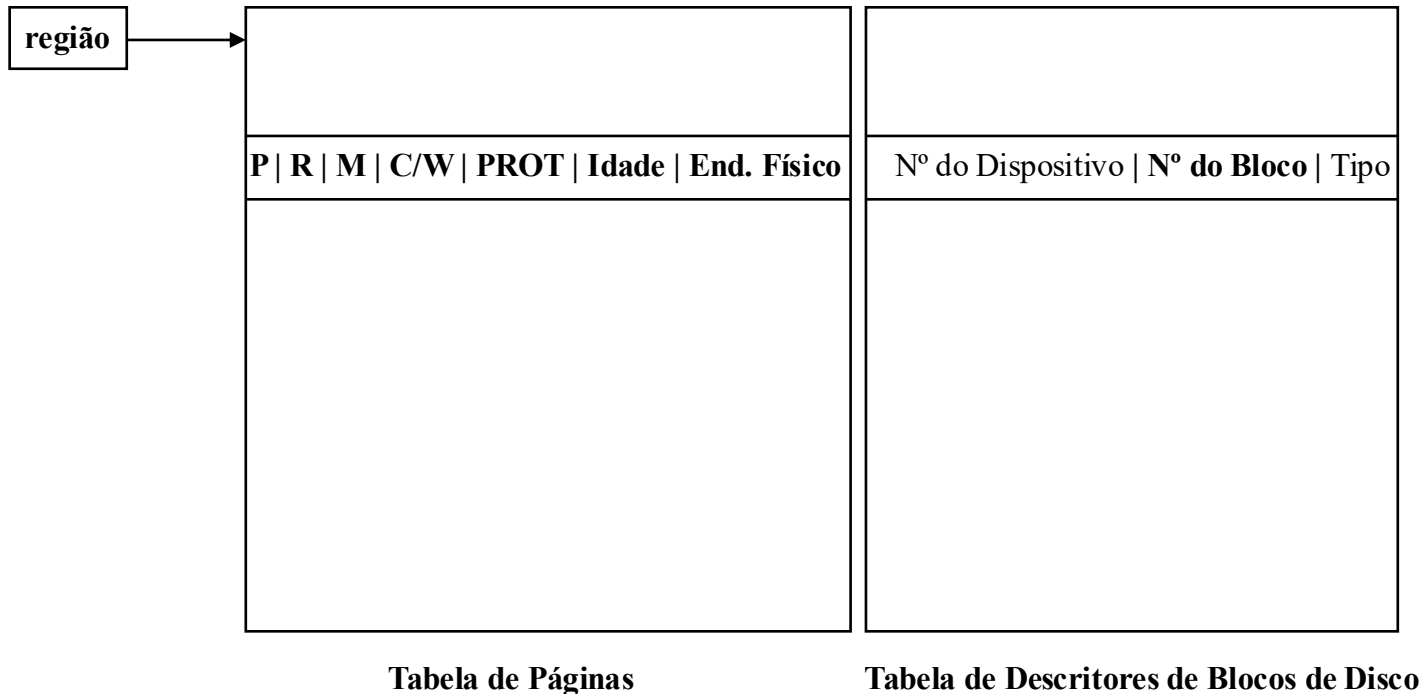 região
P | R | M | C/W | PROT | Idade | End. Físico
Nº do Dispositivo | Nº do Bloco | Tipo
Tabela de Páginas
Tabela de Descritores de Blocos de Disco